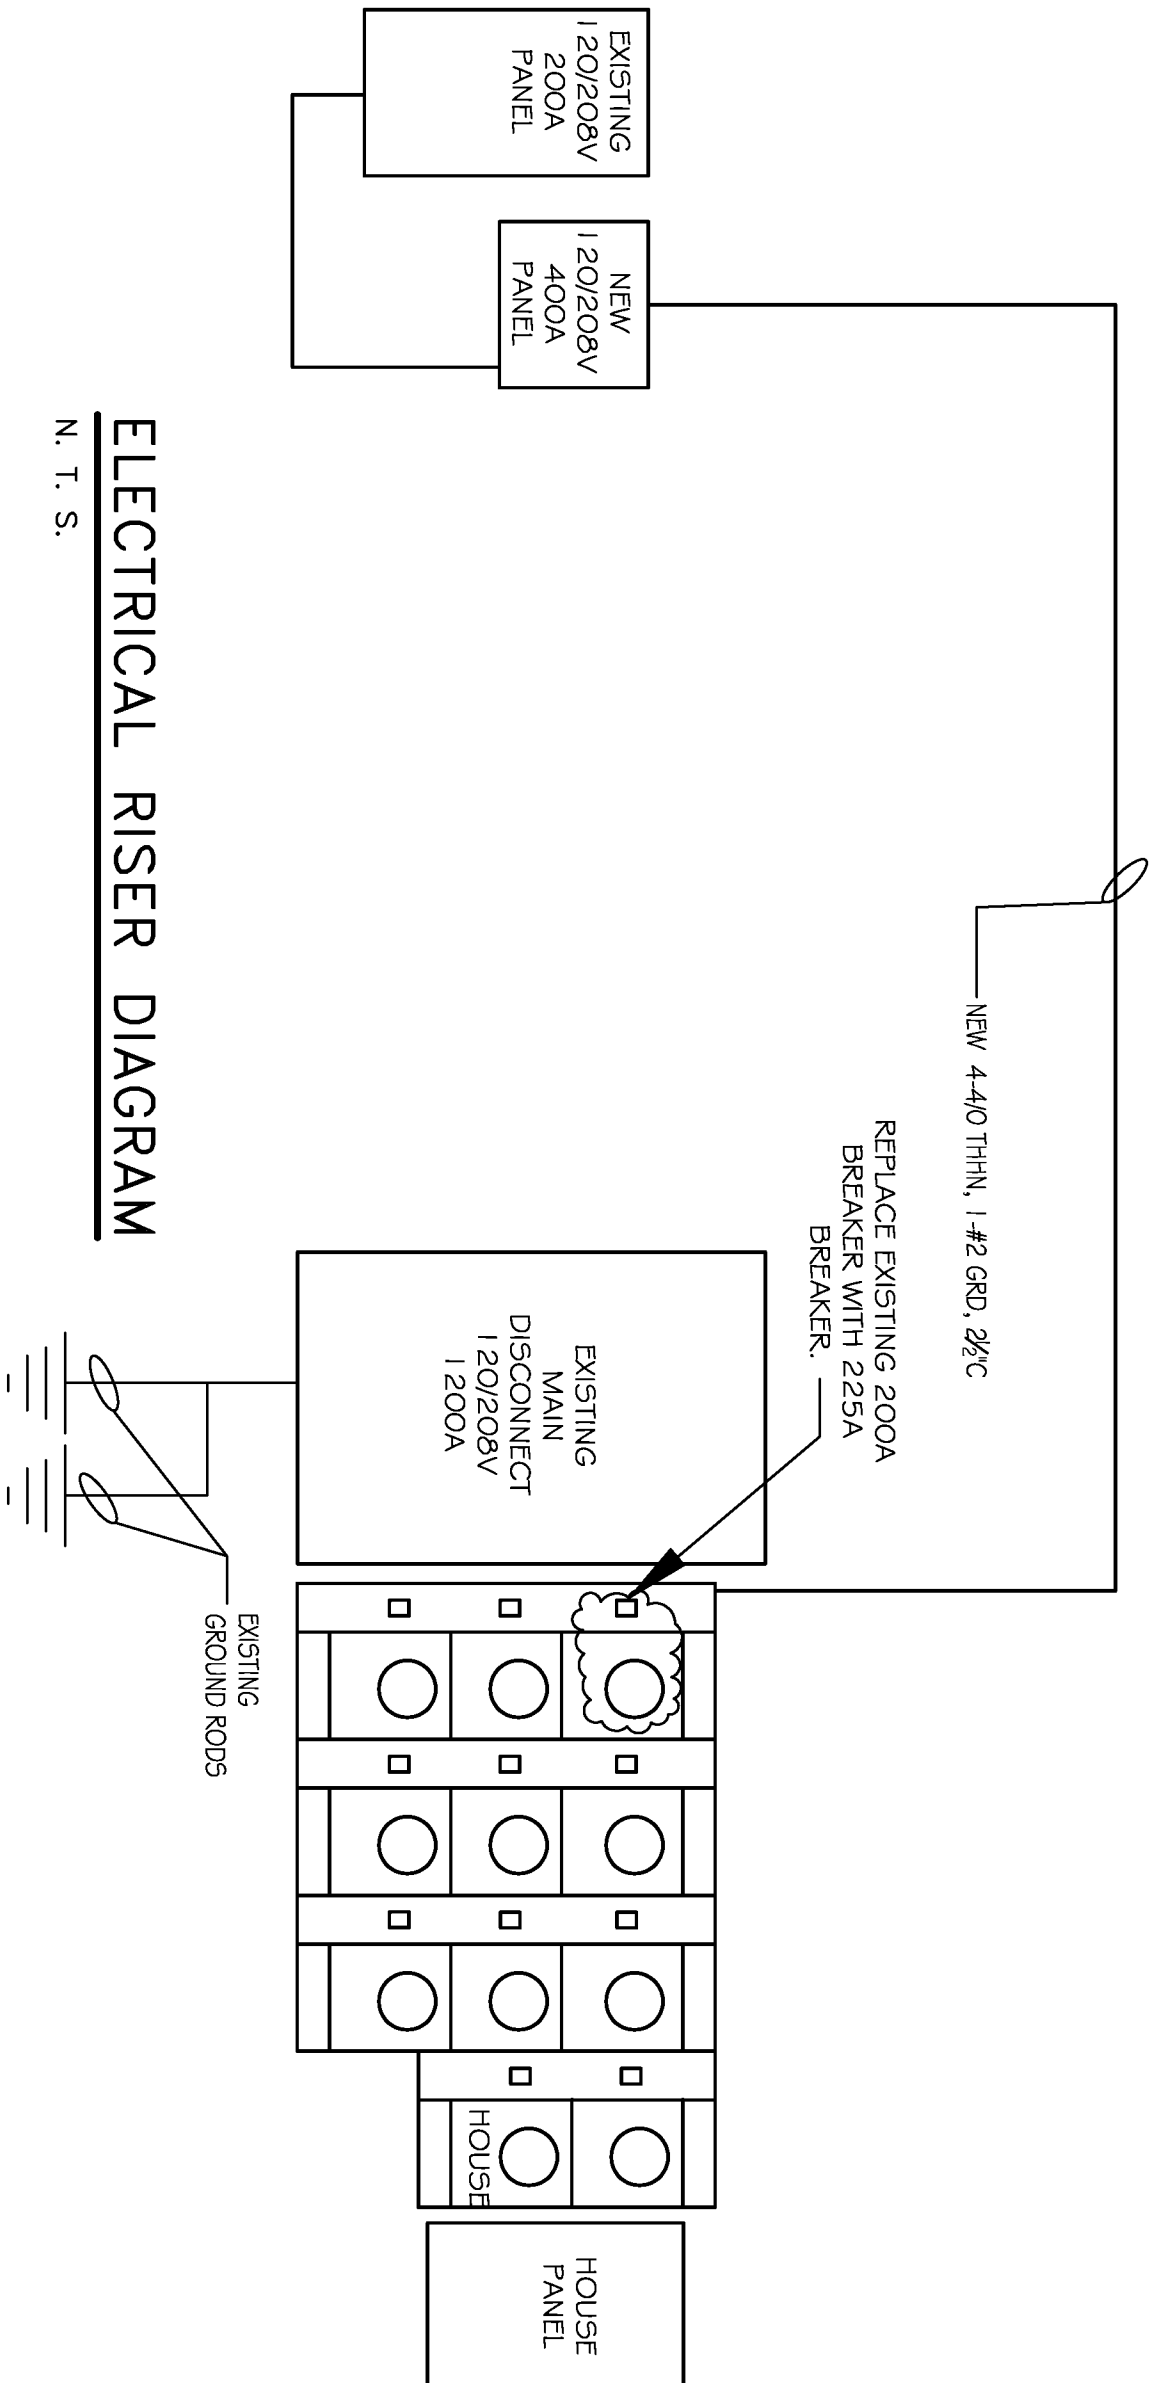 EXISTING
120/208V
200A
PANEL
NEW
120/208V
400A
PANEL
NEW 4-4/0 THHN, 1-#2 GRD, 2½"C
REPLACE EXISTING 200A
BREAKER WITH 225A
BREAKER.
EXISTING
MAIN
DISCONNECT
120/208V
1200A
HOUSE
HOUSE
PANEL
EXISTING
GROUND RODS
ELECTRICAL RISER DIAGRAM
N. T. S.